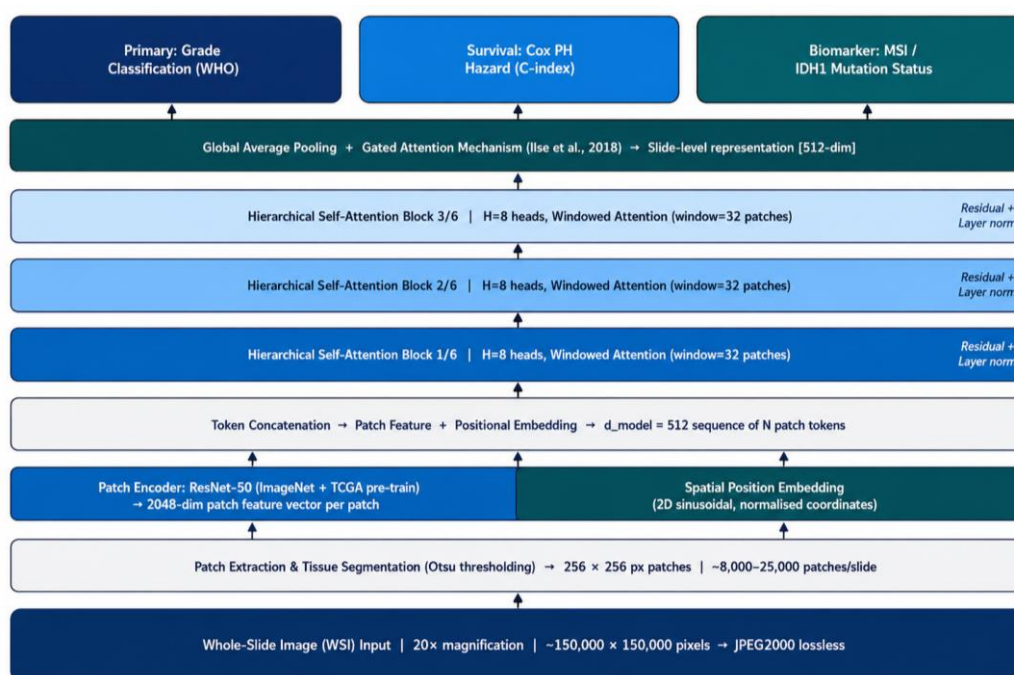 Primary: Grade
Classification (WHO)
Survival: Cox PH
Hazard (C-index)
Biomarker: MSI /
IDH1 Mutation Status
Global Average Pooling + Gated Attention Mechanism (Ilse et al., 2018) → Slide-level representation [512-dim]
Hierarchical Self-Attention Block 3/6 | H=8 heads, Windowed Attention (window=32 patches)
Residual +
Layer norm
Hierarchical Self-Attention Block 2/6 | H=8 heads, Windowed Attention (window=32 patches)
Residual +
Layer norm
Hierarchical Self-Attention Block 1/6 | H=8 heads, Windowed Attention (window=32 patches)
Residual +
Layer norm
Token Concatenation → Patch Feature + Positional Embedding → d_model = 512 sequence of N patch tokens
Patch Encoder: ResNet-50 (ImageNet + TCGA pre-train)
→ 2048-dim patch feature vector per patch
Spatial Position Embedding
(2D sinusoidal, normalised coordinates)
Patch Extraction & Tissue Segmentation (Otsu thresholding) → 256 × 256 px patches | ~8,000–25,000 patches/slide
Whole-Slide Image (WSI) Input | 20× magnification | ~150,000 × 150,000 pixels → JPEG2000 lossless